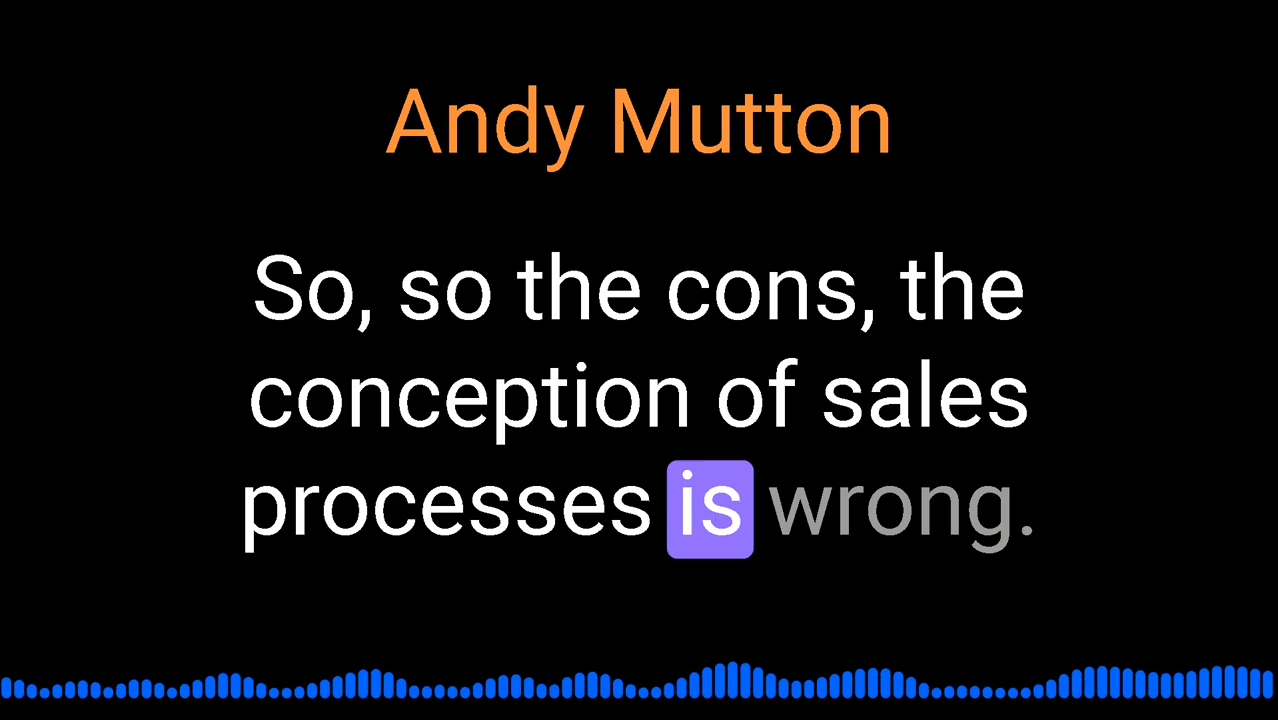 Andy Mutton
So, so the cons, the
conception of sales
processes is wrong.